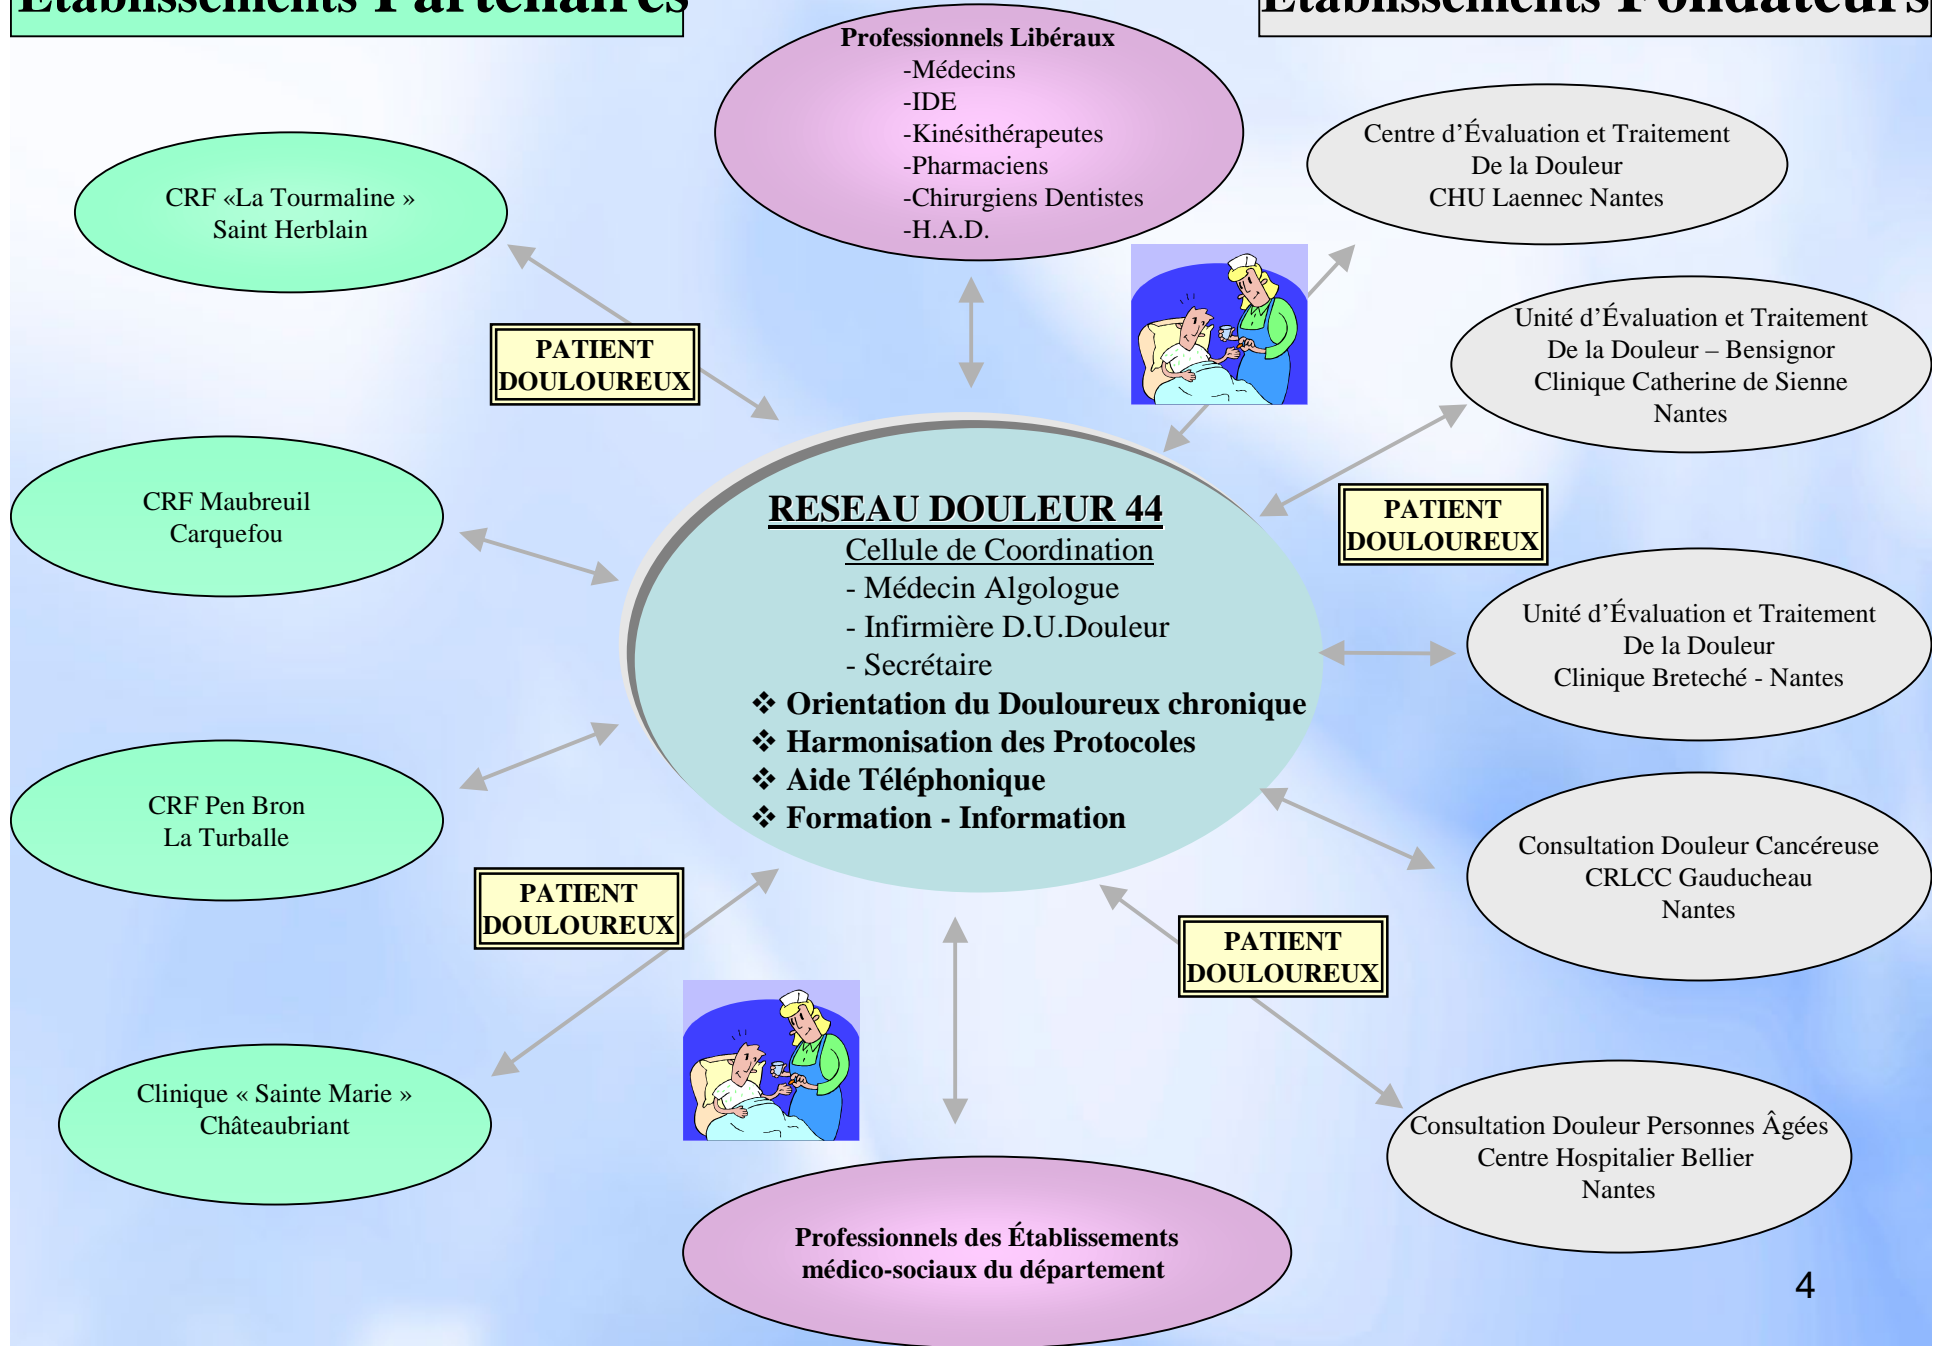 Etablissements Partenaires
Etablissements Fondateurs
Professionnels Libéraux
-Médecins
-IDE
-Kinésithérapeutes
-Pharmaciens
-Chirurgiens Dentistes
-H.A.D.
Centre d’Évaluation et Traitement
De la Douleur
CHU Laennec Nantes
CRF «La Tourmaline »
Saint Herblain
Unité d’Évaluation et Traitement
De la Douleur – Bensignor
Clinique Catherine de Sienne
Nantes
PATIENT
DOULOUREUX
CRF Maubreuil
Carquefou
RESEAU DOULEUR 44
Cellule de Coordination
- Médecin Algologue
- Infirmière D.U.Douleur
- Secrétaire
❖ Orientation du Douloureux chronique
❖ Harmonisation des Protocoles
❖ Aide Téléphonique
❖ Formation - Information
PATIENT
DOULOUREUX
Unité d’Évaluation et Traitement
De la Douleur
Clinique Breteché - Nantes
CRF Pen Bron
La Turballe
Consultation Douleur Cancéreuse
CRLCC Gauducheau
Nantes
PATIENT
DOULOUREUX
PATIENT
DOULOUREUX
Clinique « Sainte Marie »
Châteaubriant
Consultation Douleur Personnes Âgées
Centre Hospitalier Bellier
Nantes
Professionnels des Établissements
médico-sociaux du département
4